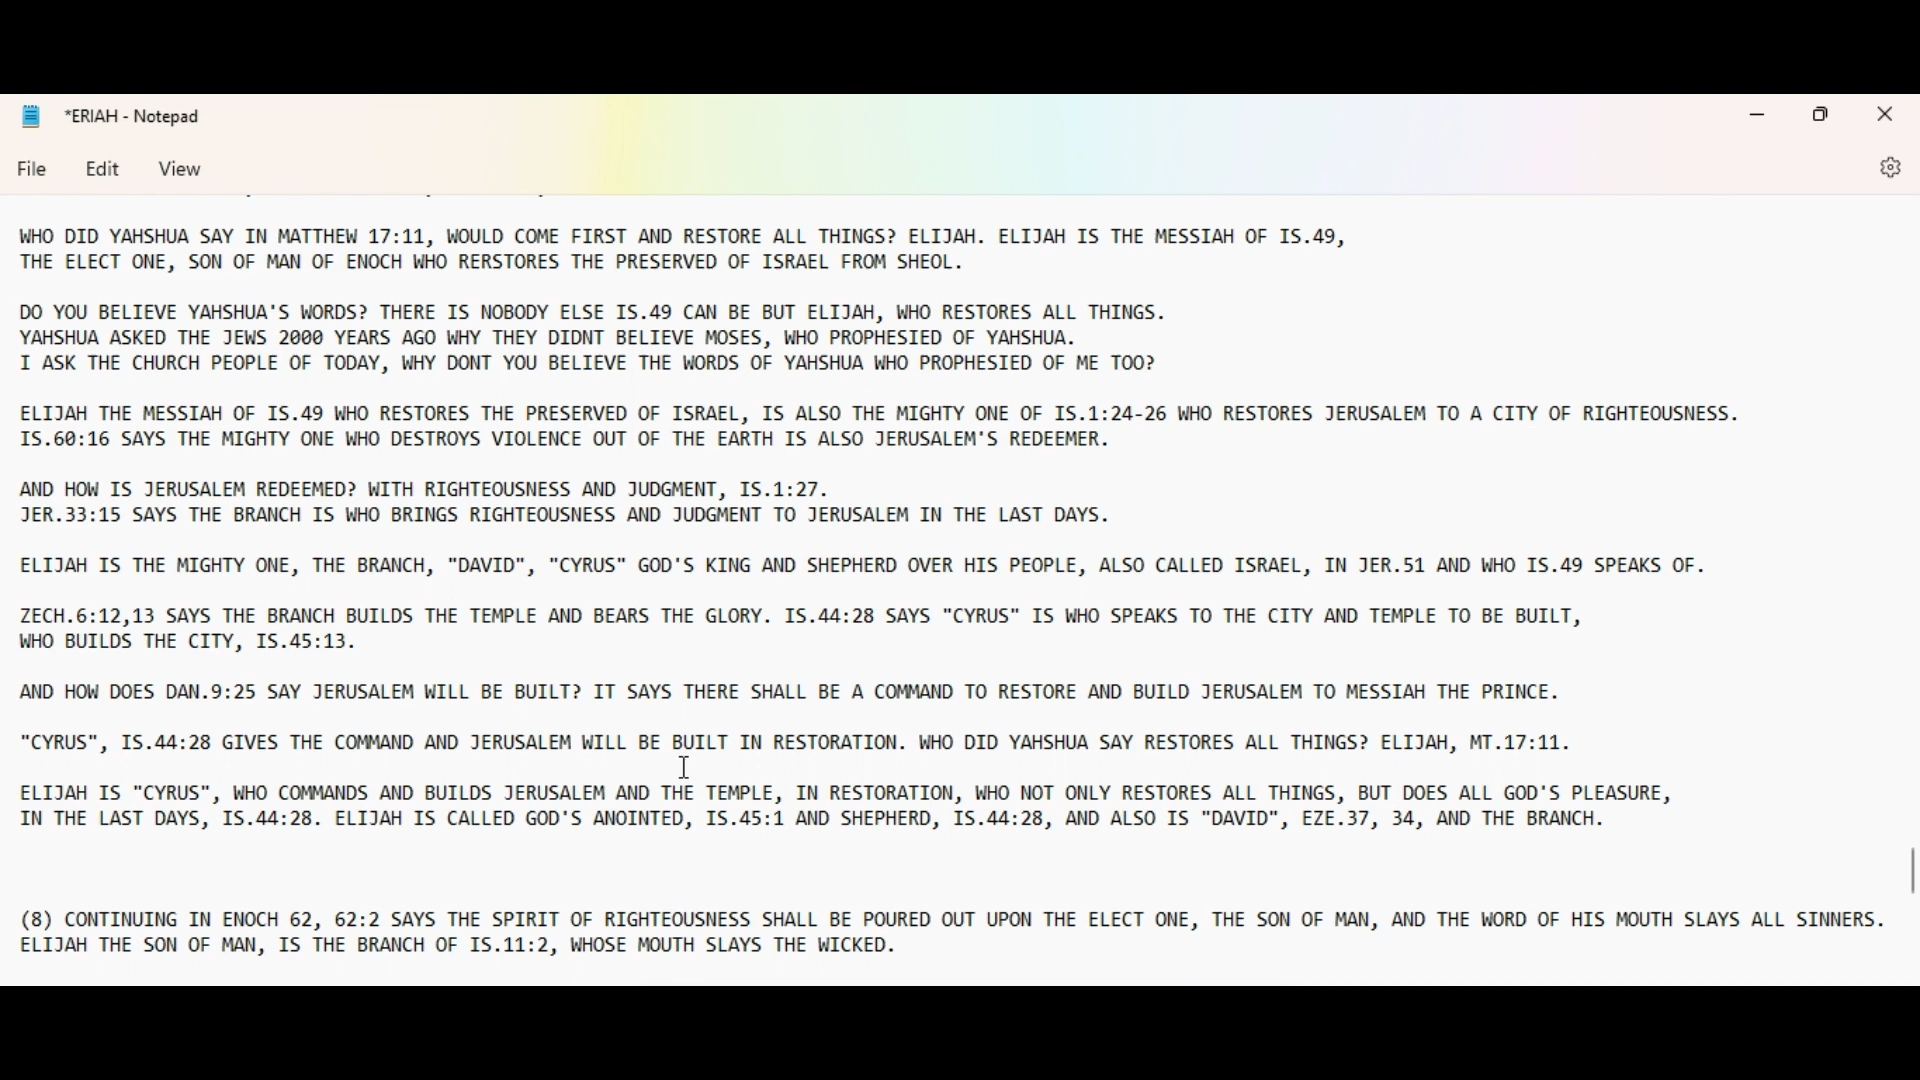 *ERIAH - Notepad
File Edit View
WHO DID YAHSHUA SAY IN MATTHEW 17:11, WOULD COME FIRST AND RESTORE ALL THINGS? ELIJAH. ELIJAH IS THE MESSIAH OF IS.49,
THE ELECT ONE, SON OF MAN OF ENOCH WHO RERSTORES THE PRESERVED OF ISRAEL FROM SHEOL.
DO YOU BELIEVE YAHSHUA'S WORDS? THERE IS NOBODY ELSE IS.49 CAN BE BUT ELIJAH, WHO RESTORES ALL THINGS.
YAHSHUA ASKED THE JEWS 2000 YEARS AGO WHY THEY DIDNT BELIEVE MOSES, WHO PROPHESIED OF YAHSHUA.
I ASK THE CHURCH PEOPLE OF TODAY, WHY DONT YOU BELIEVE THE WORDS OF YAHSHUA WHO PROPHESIED OF ME TOO?
ELIJAH THE MESSIAH OF IS.49 WHO RESTORES THE PRESERVED OF ISRAEL, IS ALSO THE MIGHTY ONE OF IS.1:24-26 WHO RESTORES JERUSALEM TO A CITY OF RIGHTEOUSNESS.
IS.60:16 SAYS THE MIGHTY ONE WHO DESTROYS VIOLENCE OUT OF THE EARTH IS ALSO JERUSALEM'S REDEEMER.
AND HOW IS JERUSALEM REDEEMED? WITH RIGHTEOUSNESS AND JUDGMENT, IS.1:27.
JER.33:15 SAYS THE BRANCH IS WHO BRINGS RIGHTEOUSNESS AND JUDGMENT TO JERUSALEM IN THE LAST DAYS.
ELIJAH IS THE MIGHTY ONE, THE BRANCH, "DAVID", "CYRUS" GOD'S KING AND SHEPHERD OVER HIS PEOPLE, ALSO CALLED ISRAEL, IN JER.51 AND WHO IS.49 SPEAKS OF.
ZECH.6:12,13 SAYS THE BRANCH BUILDS THE TEMPLE AND BEARS THE GLORY. IS.44:28 SAYS "CYRUS" IS WHO SPEAKS TO THE CITY AND TEMPLE TO BE BUILT,
WHO BUILDS THE CITY, IS.45:13.
AND HOW DOES DAN.9:25 SAY JERUSALEM WILL BE BUILT? IT SAYS THERE SHALL BE A COMMAND TO RESTORE AND BUILD JERUSALEM TO MESSIAH THE PRINCE.
"CYRUS", IS.44:28 GIVES THE COMMAND AND JERUSALEM WILL BE BUILT IN RESTORATION. WHO DID YAHSHUA SAY RESTORES ALL THINGS? ELIJAH, MT.17:11.
ELIJAH IS "CYRUS", WHO COMMANDS AND BUILDS JERUSALEM AND THE TEMPLE, IN RESTORATION, WHO NOT ONLY RESTORES ALL THINGS, BUT DOES ALL GOD'S PLEASURE,
IN THE LAST DAYS, IS.44:28. ELIJAH IS CALLED GOD'S ANOINTED, IS.45:1 AND SHEPHERD, IS.44:28, AND ALSO IS "DAVID", EZE.37, 34, AND THE BRANCH.
(8) CONTINUING IN ENOCH 62, 62:2 SAYS THE SPIRIT OF RIGHTEOUSNESS SHALL BE POURED OUT UPON THE ELECT ONE, THE SON OF MAN, AND THE WORD OF HIS MOUTH SLAYS ALL SINNERS.
ELIJAH THE SON OF MAN, IS THE BRANCH OF IS.11:2, WHOSE MOUTH SLAYS THE WICKED.